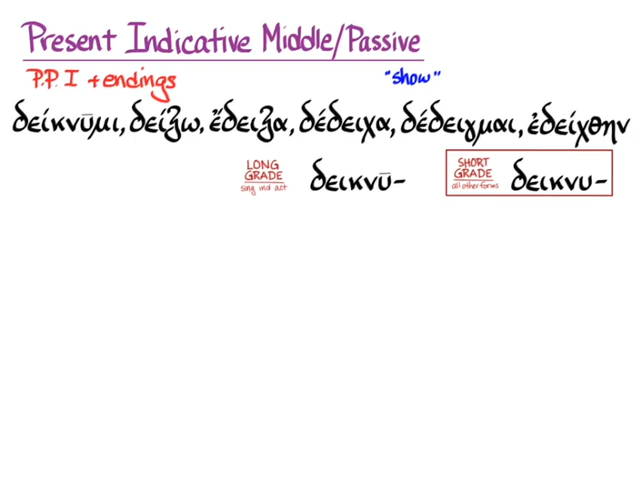 Present Indicative Middle/Passive
P.P. I + endings "show"
δείκνῡμι, δείξω, ἔδειξα, δέδειχα, δέδειγμαι, ἐδείχθην
LONG GRADE sing ind act δεικνῡ- SHORT GRADE all other forms δεικνυ-